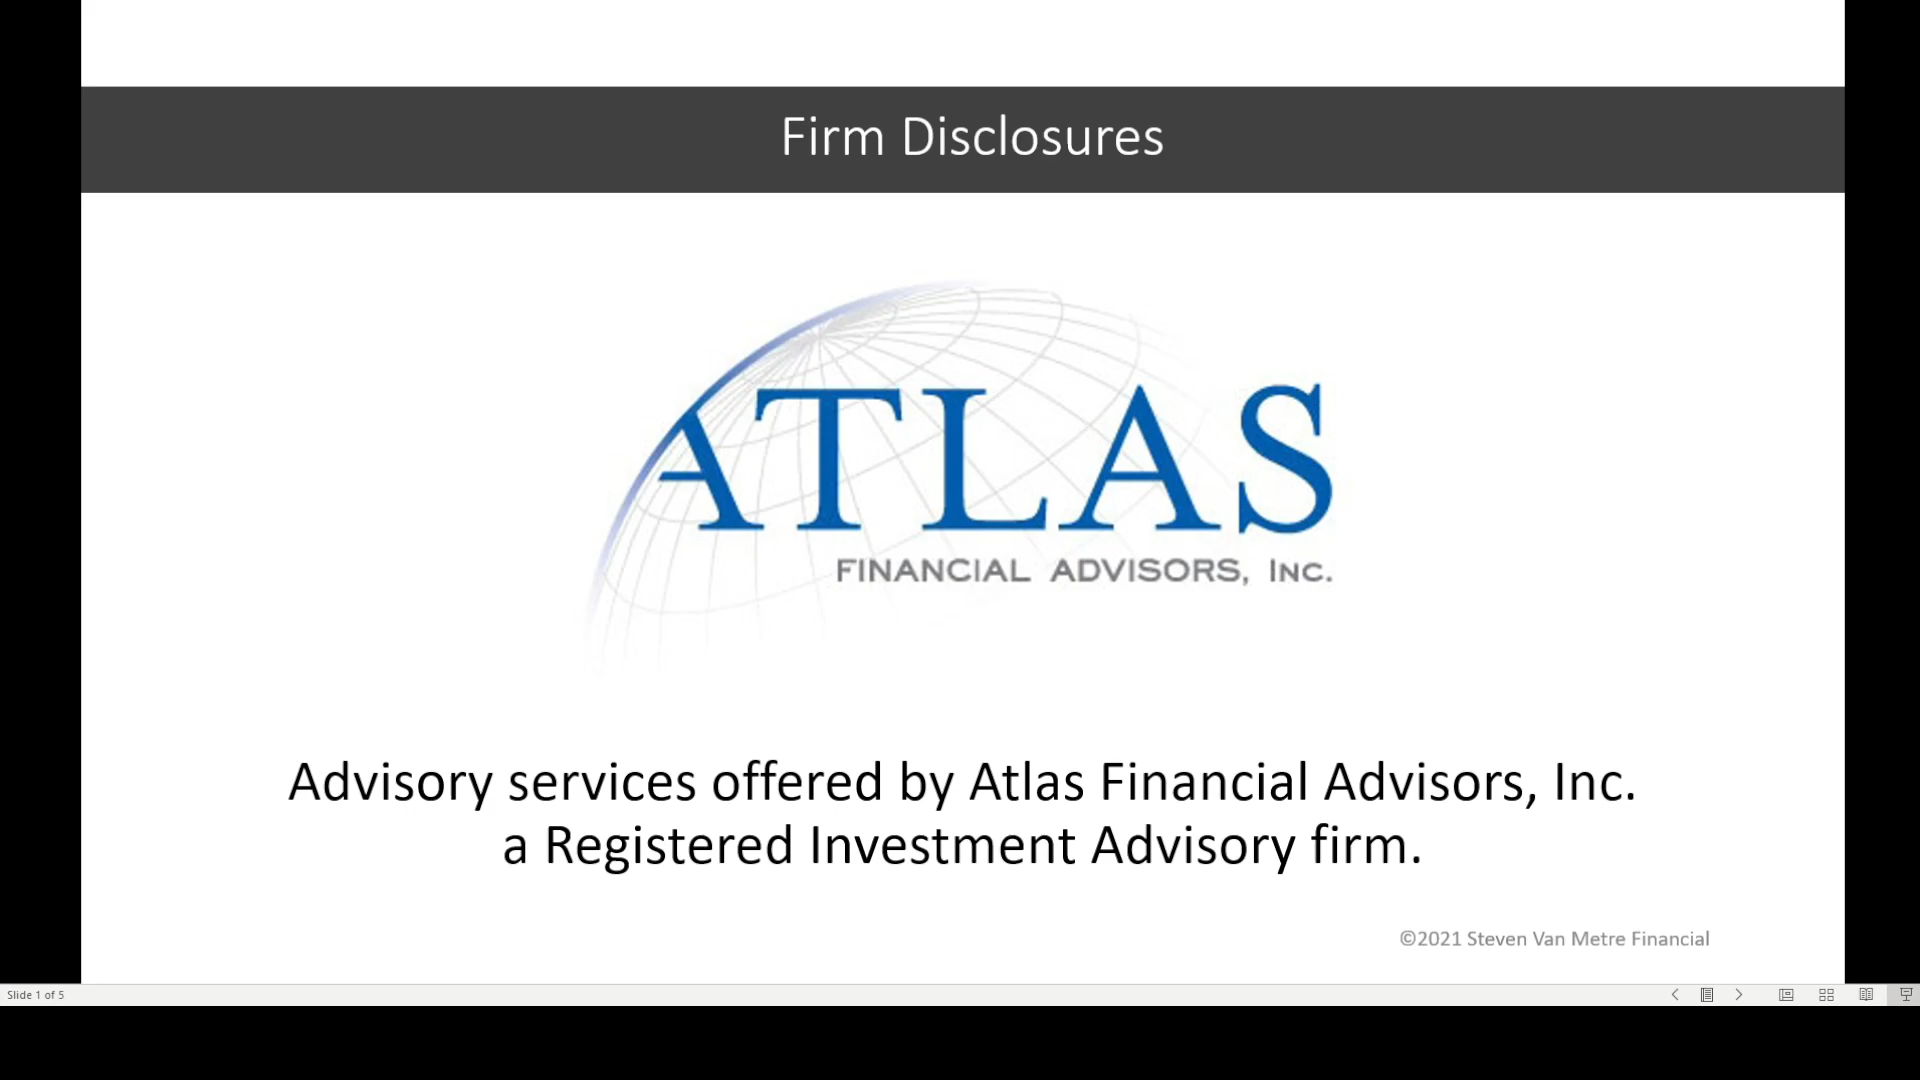 Firm Disclosures
ATLAS
FINANCIAL ADVISORS, INC.
Advisory services offered by Atlas Financial Advisors, Inc.
a Registered Investment Advisory firm.
©2021 Steven Van Metre Financial
Slide 1 of 5